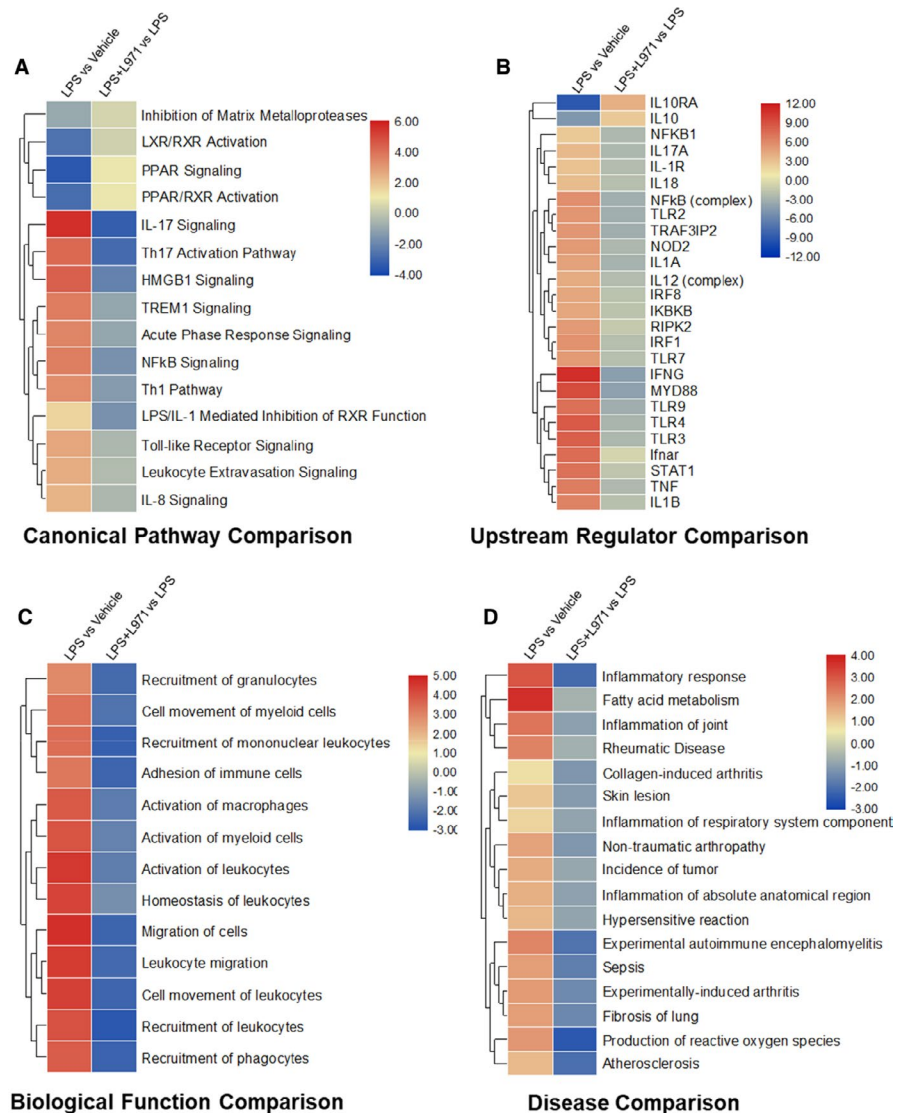 A
LPS vs Vehicle
LPS+L971 vs LPS
Inhibition of Matrix Metalloproteases
LXR/RXR Activation
PPAR Signaling
PPAR/RXR Activation
IL-17 Signaling
Th17 Activation Pathway
HMGB1 Signaling
TREM1 Signaling
Acute Phase Response Signaling
NFkB Signaling
Th1 Pathway
LPS/IL-1 Mediated Inhibition of RXR Function
Toll-like Receptor Signaling
Leukocyte Extravasation Signaling
IL-8 Signaling
6.00
4.00
2.00
0.00
-2.00
-4.00
Canonical Pathway Comparison
B
LPS vs Vehicle
LPS+L971 vs LPS
IL10RA
IL10
NFKB1
IL17A
IL-1R
IL18
NFkB (complex)
TLR2
TRAF3IP2
NOD2
IL1A
IL12 (complex)
IRF8
IKBKB
RIPK2
IRF1
TLR7
IFNG
MYD88
TLR9
TLR4
TLR3
Ifnar
STAT1
TNF
IL1B
12.00
9.00
6.00
3.00
0.00
-3.00
-6.00
-9.00
-12.00
Upstream Regulator Comparison
C
LPS vs Vehicle
LPS+L971 vs LPS
Recruitment of granulocytes
Cell movement of myeloid cells
Recruitment of mononuclear leukocytes
Adhesion of immune cells
Activation of macrophages
Activation of myeloid cells
Activation of leukocytes
Homeostasis of leukocytes
Migration of cells
Leukocyte migration
Cell movement of leukocytes
Recruitment of leukocytes
Recruitment of phagocytes
5.00
4.00
3.00
2.00
1.00
0.00
-1.00
-2.00
-3.00
Biological Function Comparison
D
LPS vs Vehicle
LPS+L971 vs LPS
Inflammatory response
Fatty acid metabolism
Inflammation of joint
Rheumatic Disease
Collagen-induced arthritis
Skin lesion
Inflammation of respiratory system component
Non-traumatic arthropathy
Incidence of tumor
Inflammation of absolute anatomical region
Hypersensitive reaction
Experimental autoimmune encephalomyelitis
Sepsis
Experimentally-induced arthritis
Fibrosis of lung
Production of reactive oxygen species
Atherosclerosis
4.00
3.00
2.00
1.00
0.00
-1.00
-2.00
-3.00
Disease Comparison